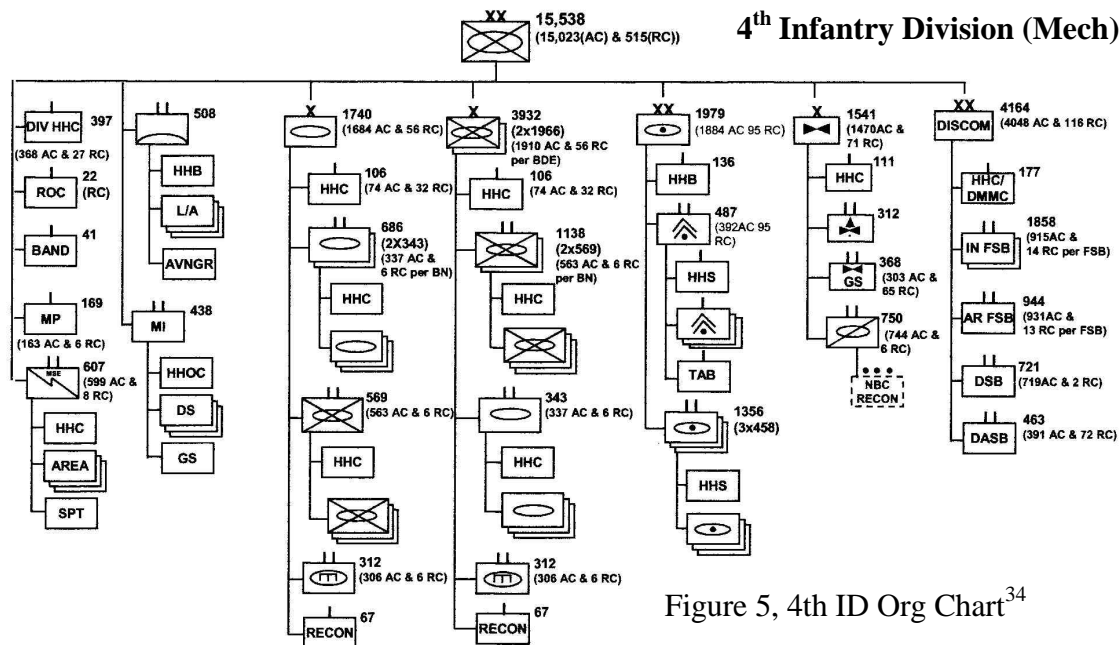 XX
15,538
(15,023(AC) & 515(RC))
4th Infantry Division (Mech)
DIV HHC
397
(368 AC & 27 RC)
ROC
22
(RC)
BAND
41
MP
169
(163 AC & 6 RC)
MSE
607
(599 AC &
8 RC)
HHC
AREA
SPT
508
HHB
L/A
AVNGR
MI
438
HHOC
DS
GS
X
1740
(1684 AC & 56 RC)
HHC
106
(74 AC & 32 RC)
686
(2X343)
(337 AC &
6 RC per BN)
HHC
569
(563 AC & 6 RC)
HHC
312
(306 AC & 6 RC)
RECON
67
X
3932
(2x1966)
(1910 AC & 56 RC
per BDE)
HHC
106
(74 AC & 32 RC)
1138
(2x569)
(563 AC & 6 RC
per BN)
HHC
343
(337 AC & 6 RC)
HHC
312
(306 AC & 6 RC)
RECON
67
XX
1979
(1884 AC 95 RC)
HHB
136
487
(392AC 95
RC)
HHS
TAB
1356
(3x458)
HHS
X
1541
(1470AC &
71 RC)
HHC
111
312
GS
368
(303 AC &
65 RC)
750
(744 AC &
6 RC)
NBC
RECON
XX
DISCOM
4164
(4048 AC & 116 RC)
HHC/
DMMC
177
IN FSB
1858
(915AC &
14 RC per FSB)
AR FSB
944
(931AC &
13 RC per FSB)
DSB
721
(719AC & 2 RC)
DASB
463
(391 AC & 72 RC)
Figure 5, 4th ID Org Chart34